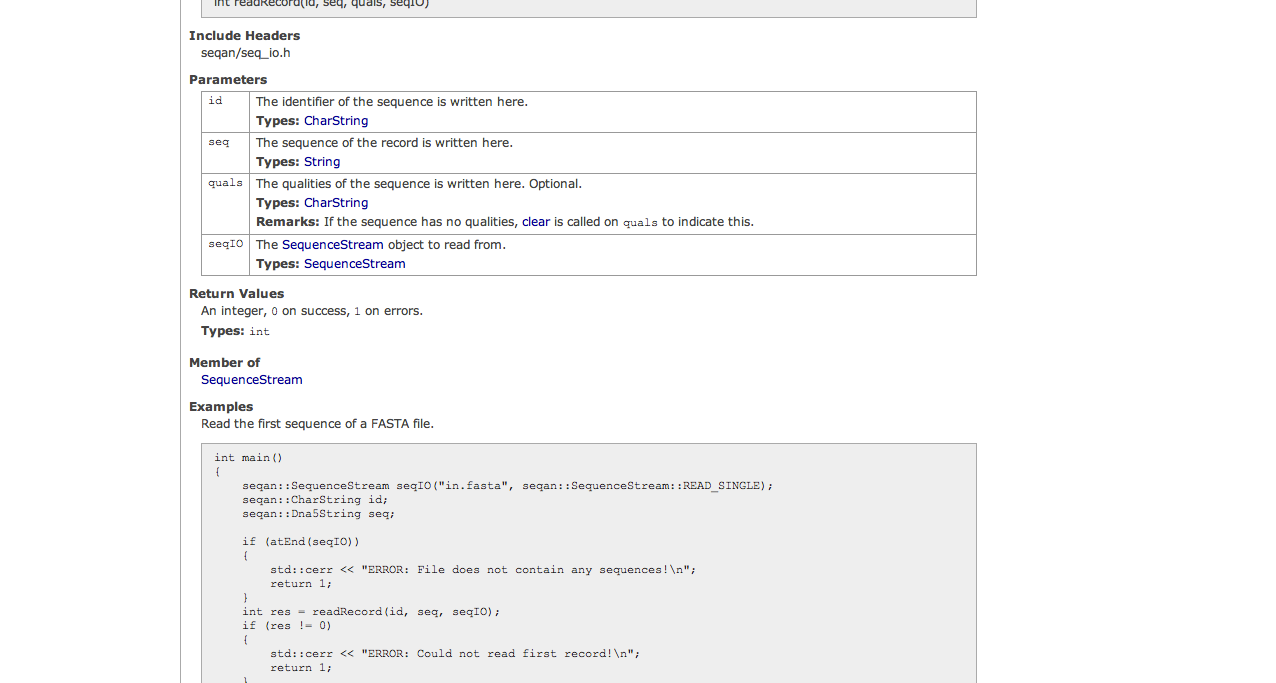 int readRecord(id, seq, quals, seqIO)
Include Headers
seqan/seq_io.h
Parameters
id The identifier of the sequence is written here.
Types: CharString
seq The sequence of the record is written here.
Types: String
quals The qualities of the sequence is written here. Optional.
Types: CharString
Remarks: If the sequence has no qualities, clear is called on quals to indicate this.
seqIO The SequenceStream object to read from.
Types: SequenceStream
Return Values
An integer, 0 on success, 1 on errors.
Types: int
Member of
SequenceStream
Examples
Read the first sequence of a FASTA file.
int main()
{
    seqan::SequenceStream seqIO("in.fasta", seqan::SequenceStream::READ_SINGLE);
    seqan::CharString id;
    seqan::Dna5String seq;
    if (atEnd(seqIO))
    {
        std::cerr << "ERROR: File does not contain any sequences!\n";
        return 1;
    }
    int res = readRecord(id, seq, seqIO);
    if (res != 0)
    {
        std::cerr << "ERROR: Could not read first record!\n";
        return 1;
    }